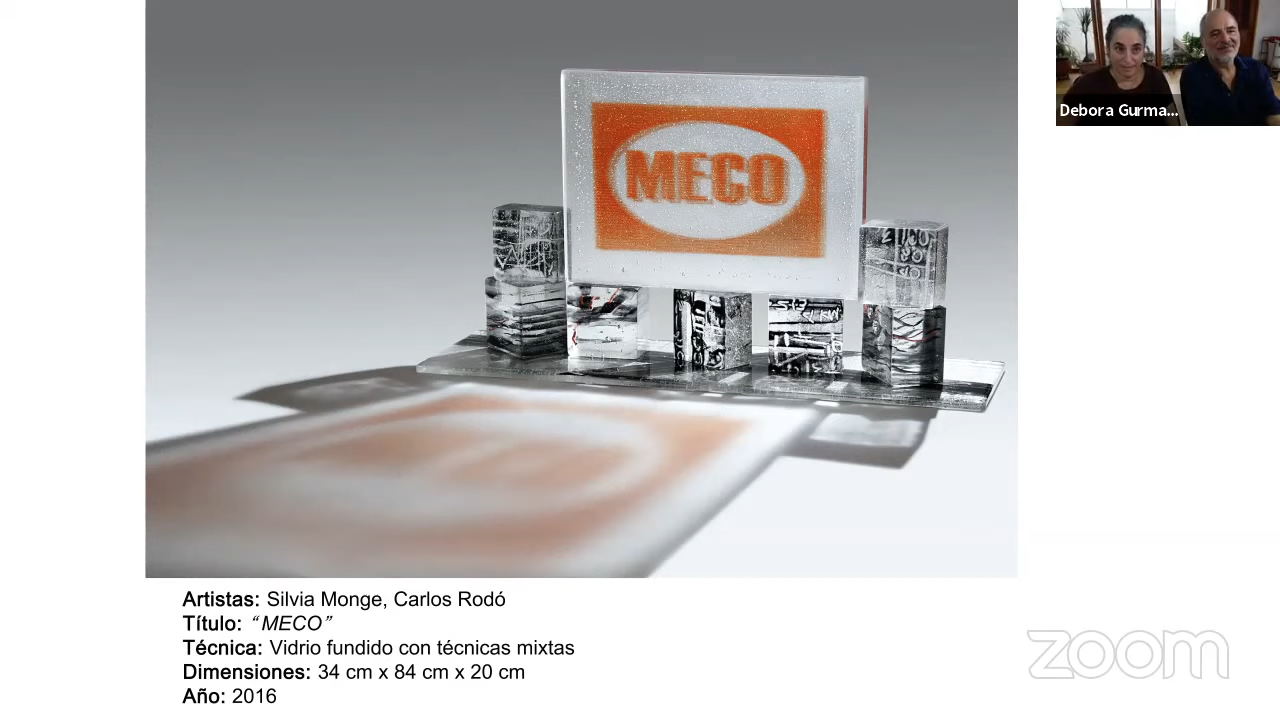 MECO
Debora Gurma...
Artistas: Silvia Monge, Carlos Rodó
Título: “MECO”
Técnica: Vidrio fundido con técnicas mixtas
Dimensiones: 34 cm x 84 cm x 20 cm
Año: 2016
zoom